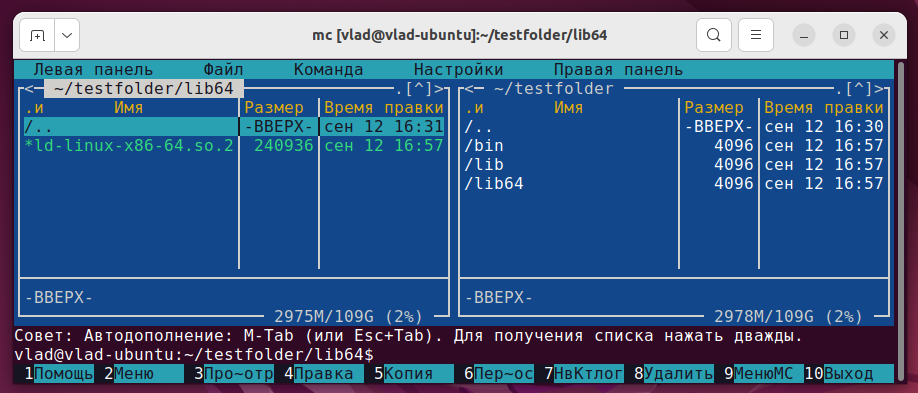 mc [vlad@vlad-ubuntu]:~/testfolder/lib64
Левая панель Файл Команда Настройки Правая панель
<- ~/testfolder/lib64 .[^]>
.и Имя Размер Время правки
/.. -ВВЕРХ- сен 12 16:31
*ld-linux-x86-64.so.2 240936 сен 12 16:57
-ВВЕРХ-
2975M/109G (2%)
<- ~/testfolder .[^]>
.и Имя Размер Время правки
/.. -ВВЕРХ- сен 12 16:30
/bin 4096 сен 12 16:57
/lib 4096 сен 12 16:57
/lib64 4096 сен 12 16:57
-ВВЕРХ-
2978M/109G (2%)
Совет: Автодополнение: M-Tab (или Esc+Tab). Для получения списка нажать дважды.
vlad@vlad-ubuntu:~/testfolder/lib64$
1Помощь 2Меню 3Про~отр 4Правка 5Копия 6Пер~ос 7НвКтлог 8Удалить 9МенюMC 10Выход